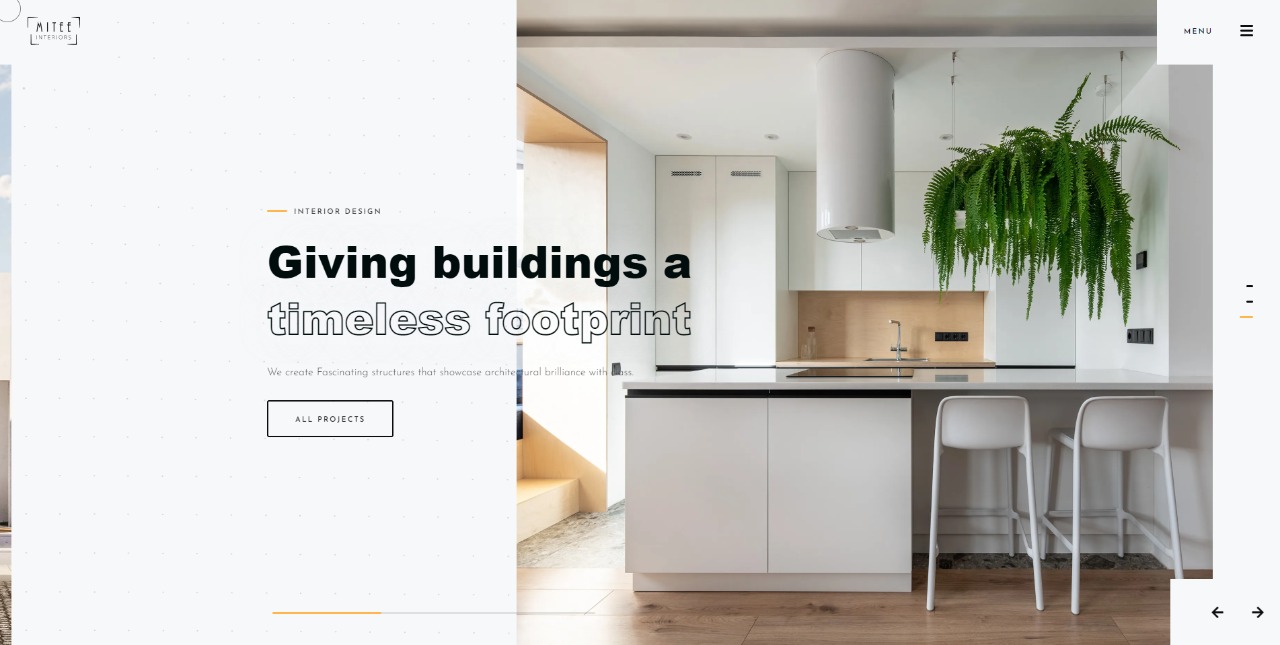 MITEE
INTERIORS
MENU
INTERIOR DESIGN
Giving buildings a
timeless footprint
We create Fascinating structures that showcase architectural brilliance with class.
ALL PROJECTS